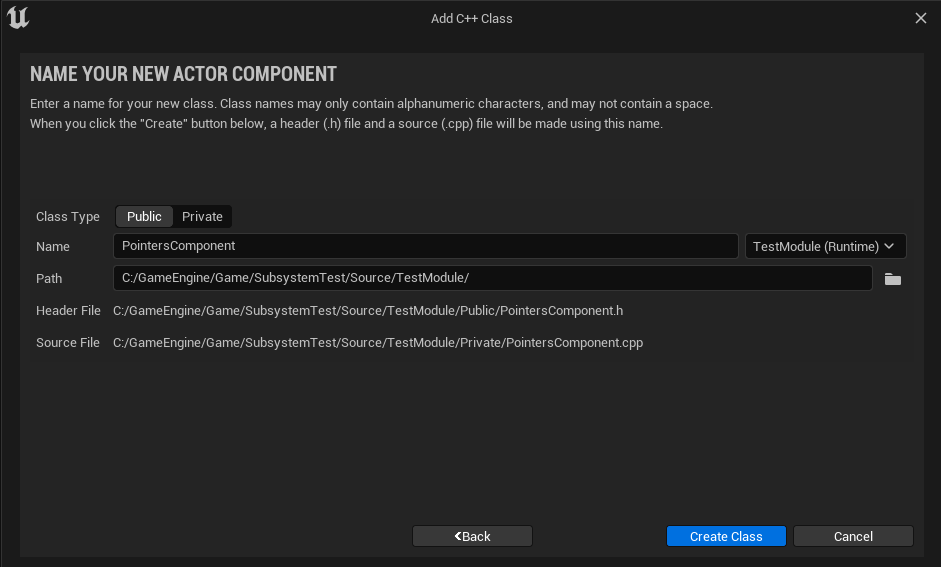 Add C++ Class
NAME YOUR NEW ACTOR COMPONENT
Enter a name for your new class. Class names may only contain alphanumeric characters, and may not contain a space.
When you click the "Create" button below, a header (.h) file and a source (.cpp) file will be made using this name.
Class Type Public Private
Name PointersComponent TestModule (Runtime)
Path C:/GameEngine/Game/SubsystemTest/Source/TestModule/
Header File C:/GameEngine/Game/SubsystemTest/Source/TestModule/Public/PointersComponent.h
Source File C:/GameEngine/Game/SubsystemTest/Source/TestModule/Private/PointersComponent.cpp
Back Create Class Cancel